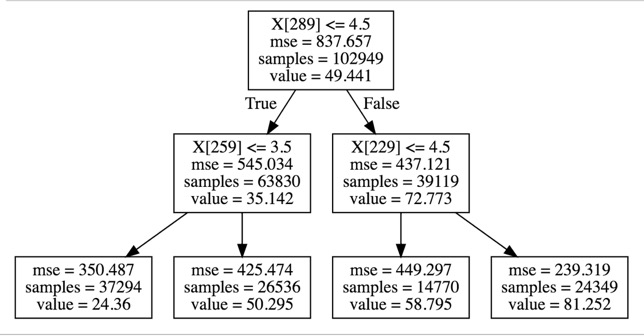 X[289] <= 4.5
mse = 837.657
samples = 102949
value = 49.441
True
False
X[259] <= 3.5
mse = 545.034
samples = 63830
value = 35.142
X[229] <= 4.5
mse = 437.121
samples = 39119
value = 72.773
mse = 350.487
samples = 37294
value = 24.36
mse = 425.474
samples = 26536
value = 50.295
mse = 449.297
samples = 14770
value = 58.795
mse = 239.319
samples = 24349
value = 81.252